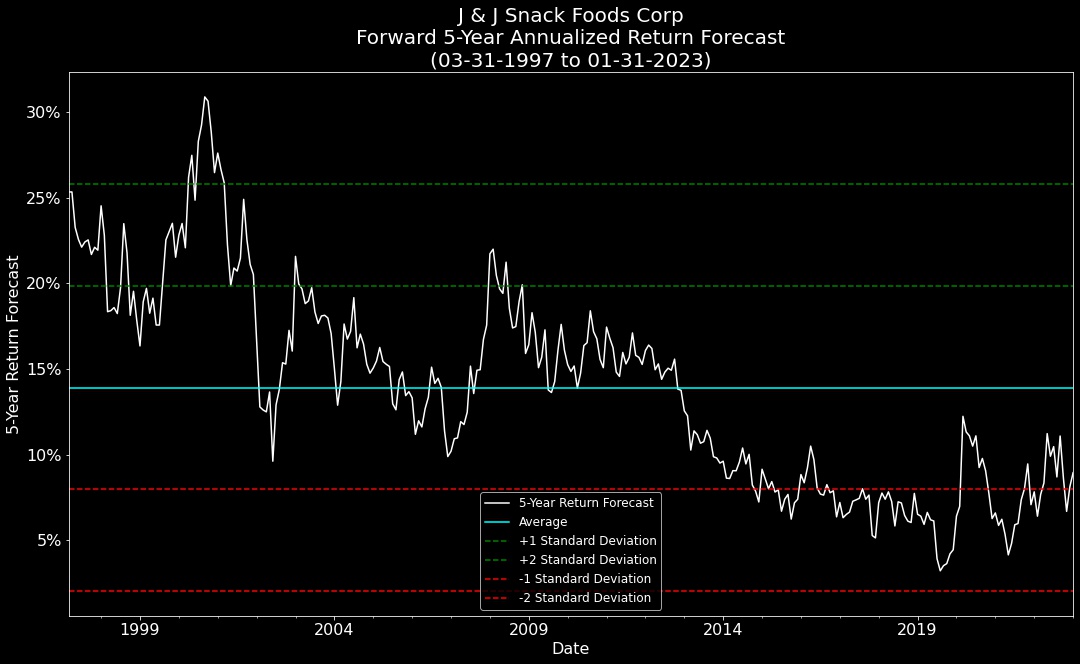 J & J Snack Foods Corp
Forward 5-Year Annualized Return Forecast
(03-31-1997 to 01-31-2023)
5-Year Return Forecast
30%
25%
20%
15%
10%
5%
5-Year Return Forecast
Average
+1 Standard Deviation
+2 Standard Deviation
-1 Standard Deviation
-2 Standard Deviation
1999 2004 2009 2014 2019
Date